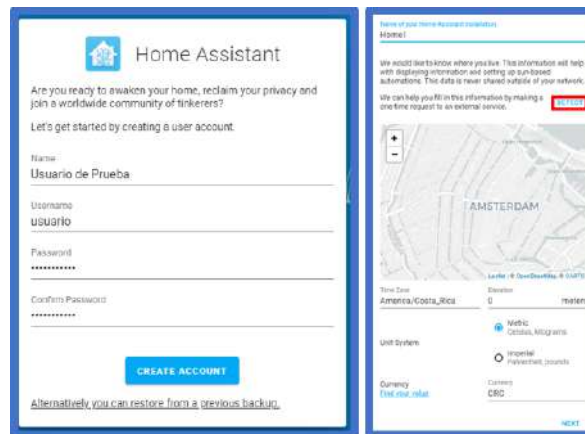 Home Assistant
Are you ready to awaken your home, reclaim your privacy and
join a worldwide community of tinkerers?
Let's get started by creating a user account.
Name
Usuario de Prueba
Username
usuario
Password
•••••••••••
Confirm Password
•••••••••••
CREATE ACCOUNT
Alternatively you can restore from a previous backup.
Name of your Home Assistant installation
Home
We would like to know where you live. This information will help
with displaying information and setting up sun-based
automations. This data is never shared outside of your network.
We can help you fill in this information by making a
one-time request to an external service.
DETECT
+
−
AMSTERDAM
Leaflet | © OpenStreetMap, © CARTO
Time Zone
America/Costa_Rica
Elevation
0
meters
Unit System
Metric
Celsius, kilograms
Imperial
Fahrenheit, pounds
Currency
Find your value
Currency
CRC
NEXT